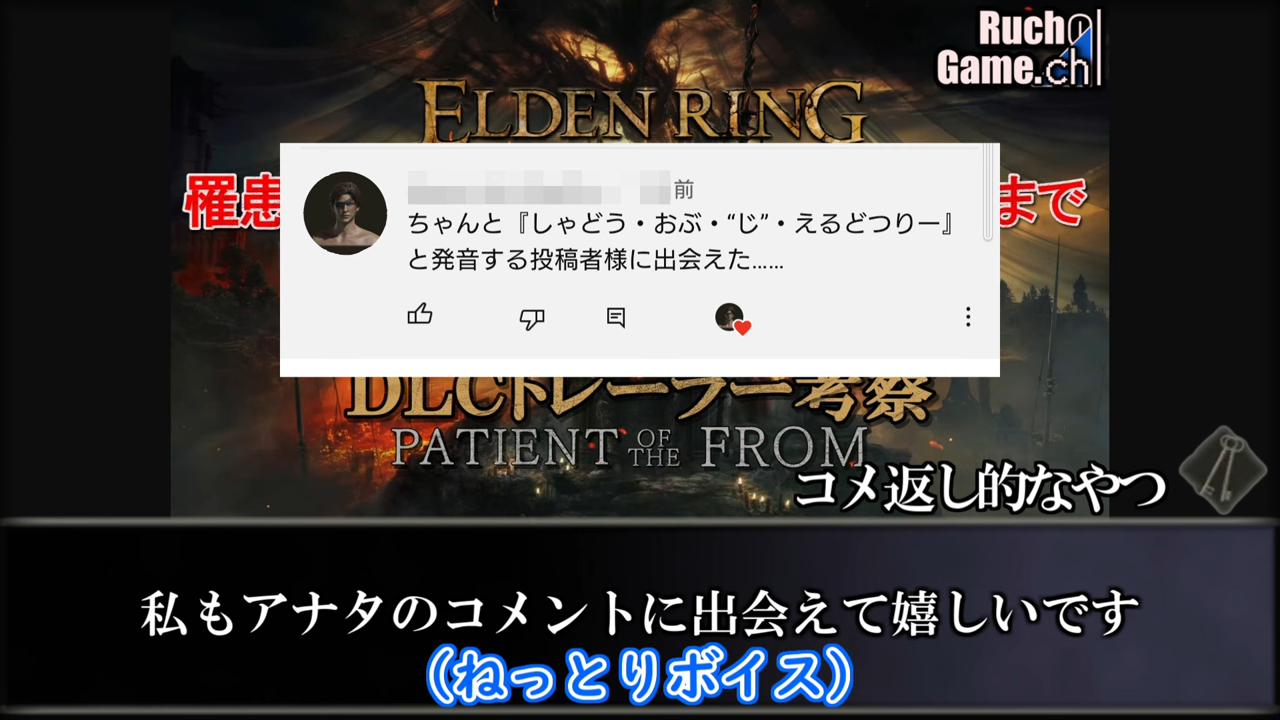 Ruch
Game.ch
ELDEN RING
罹患
まで
前
ちゃんと『しゃどう・おぶ・“じ”・えるどつりー』
と発音する投稿者様に出会えた……
DLCトレーラー考察
PATIENT OF THE FROM
コメ返し的なやつ
私もアナタのコメントに出会えて嬉しいです
(ねっとりボイス)